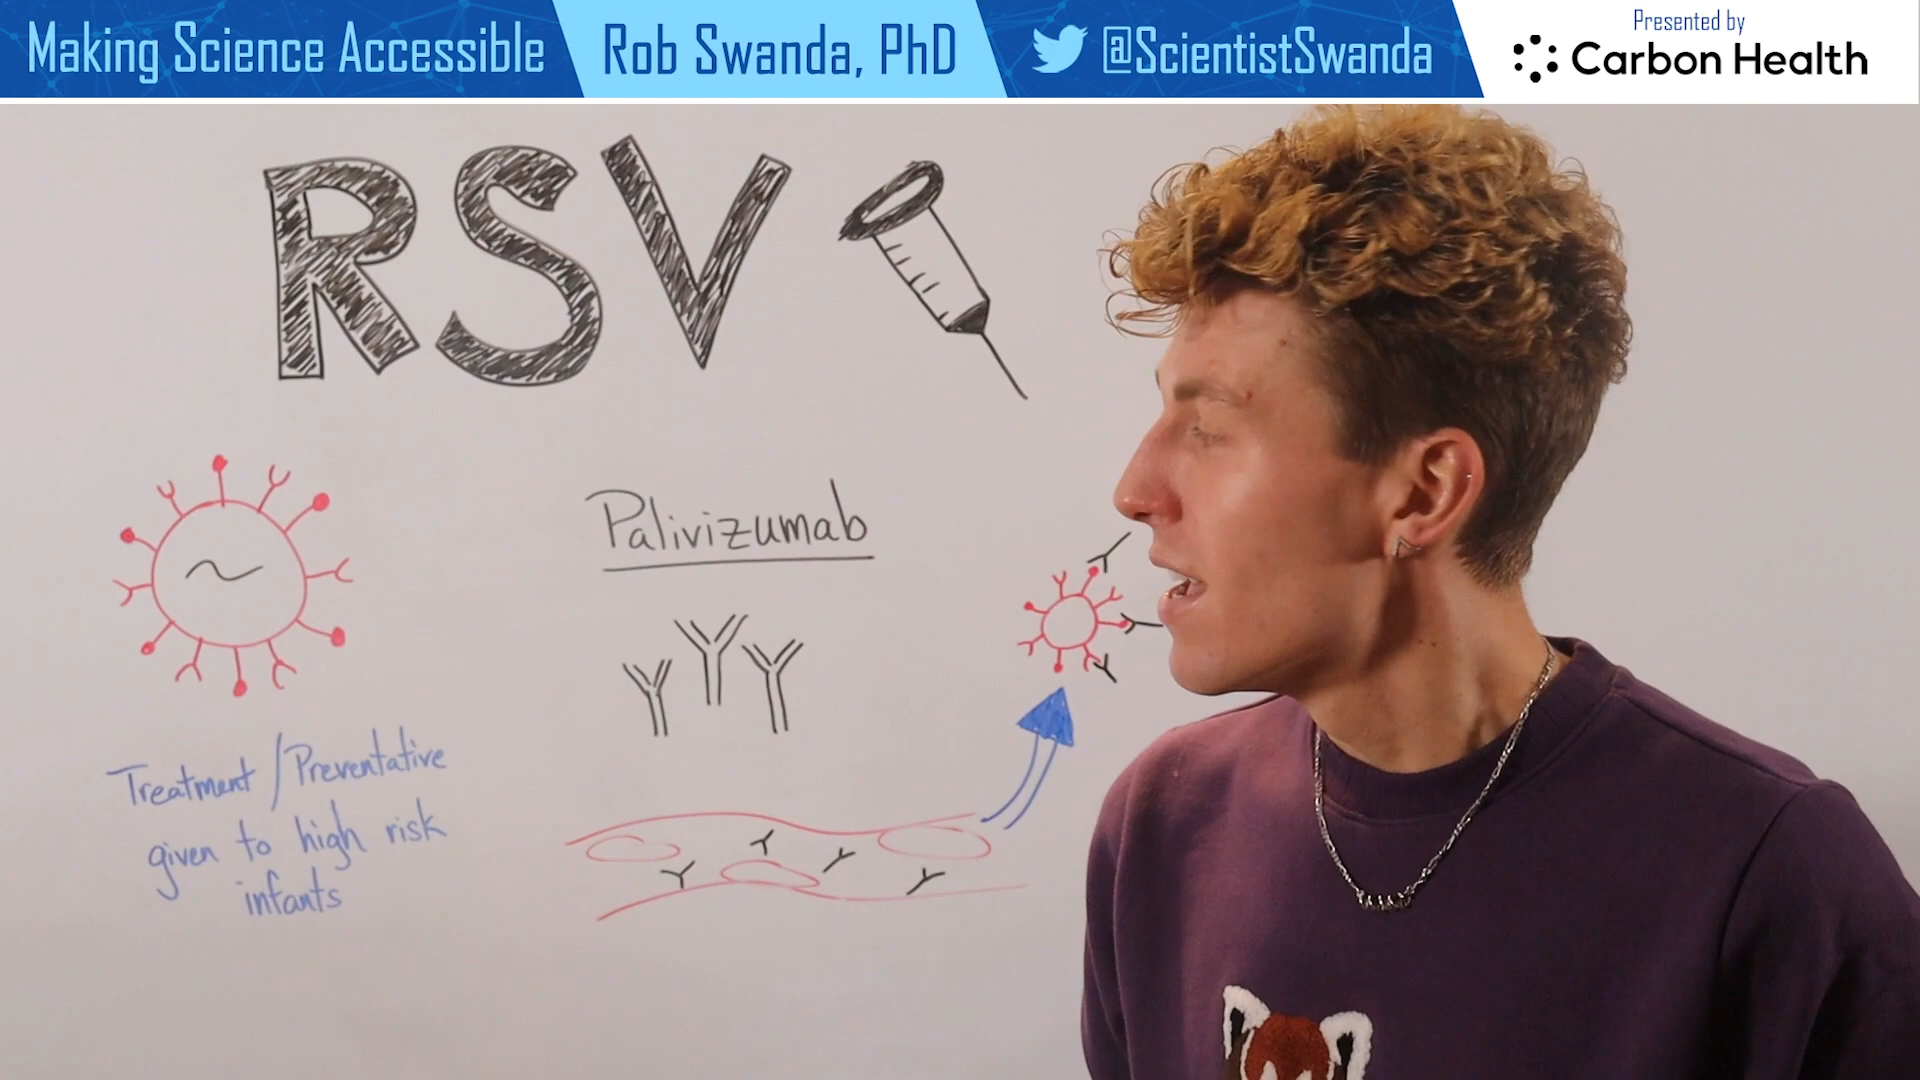 Making Science Accessible
Rob Swanda, PhD
@ScientistSwanda
Presented by
Carbon Health
RSV
Palivizumab
Treatment/Preventative
given to high risk
infants